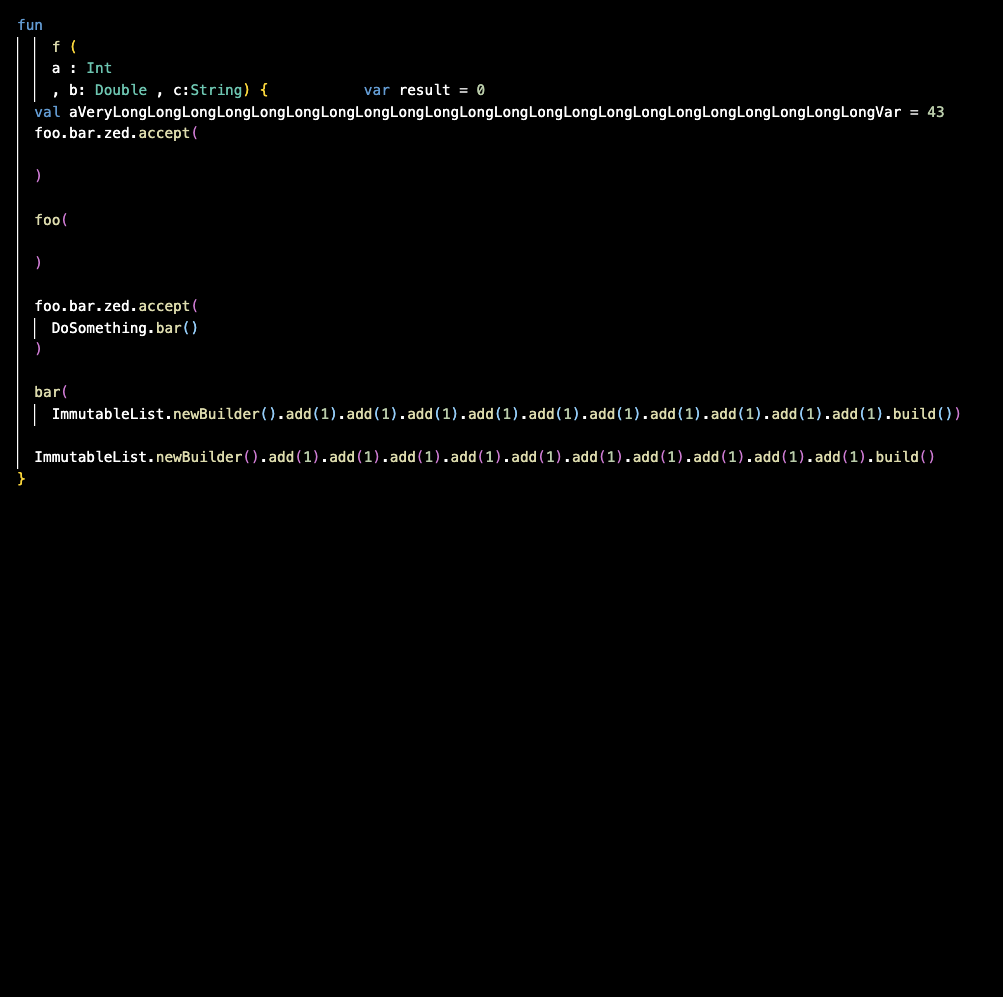 fun
    f (
    a : Int
    , b: Double , c:String) {           var result = 0
  val aVeryLongLongLongLongLongLongLongLongLongLongLongLongLongLongLongLongLongLongLongLongLongLongVar = 43
  foo.bar.zed.accept(

  )

  foo(

  )

  foo.bar.zed.accept(
    DoSomething.bar()
  )

  bar(
    ImmutableList.newBuilder().add(1).add(1).add(1).add(1).add(1).add(1).add(1).add(1).add(1).add(1).build())

  ImmutableList.newBuilder().add(1).add(1).add(1).add(1).add(1).add(1).add(1).add(1).add(1).add(1).build()
}